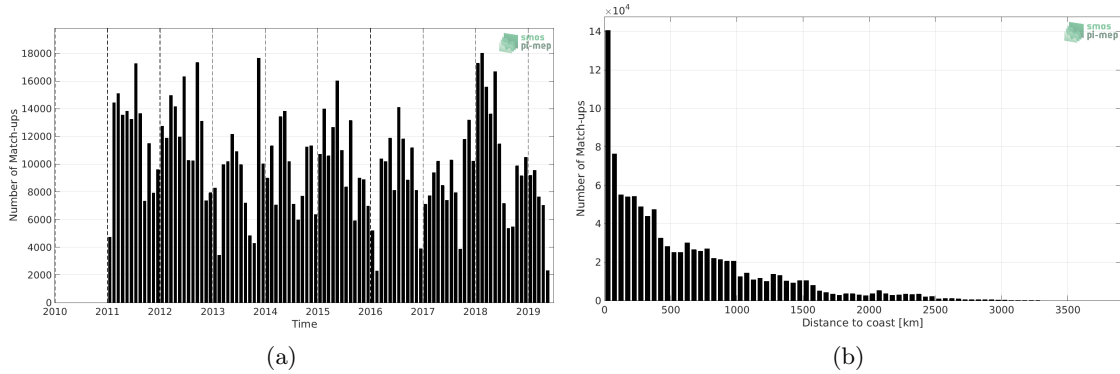 smos
pi-mep
18000
16000
14000
12000
10000
8000
6000
4000
2000
0
Number of Match-ups
2010 2011 2012 2013 2014 2015 2016 2017 2018 2019
Time
(a)
×10⁴
smos
pi-mep
14
12
10
8
6
4
2
0
Number of Match-ups
0 500 1000 1500 2000 2500 3000 3500
Distance to coast [km]
(b)